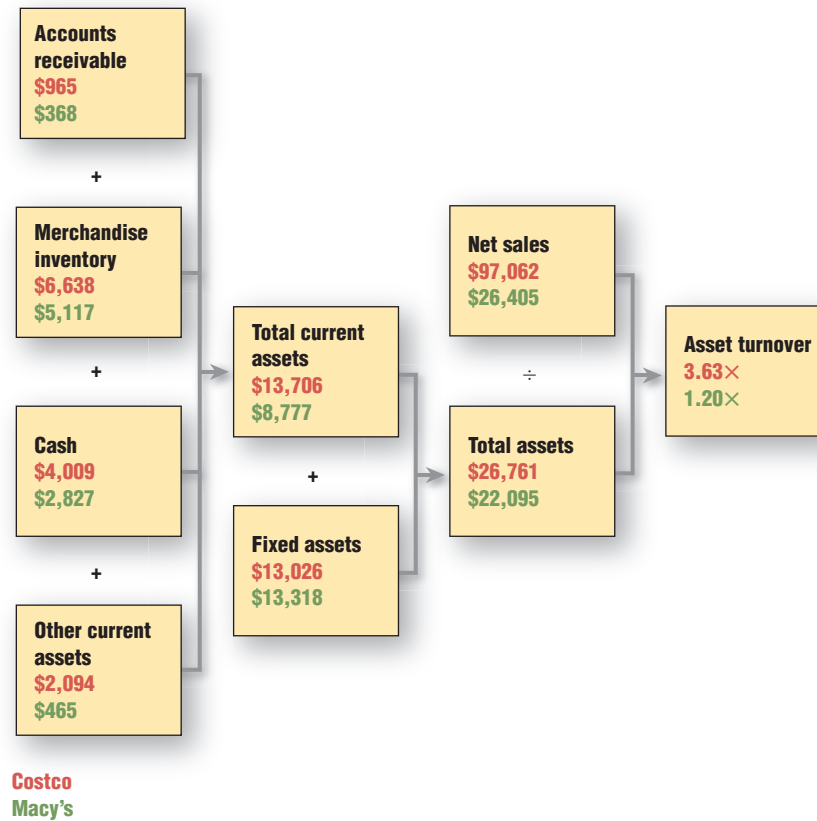 Accounts
receivable
$965
$368
+
Merchandise
inventory
$6,638
$5,117
+
Cash
$4,009
$2,827
+
Other current
assets
$2,094
$465
Total current
assets
$13,706
$8,777
+
Fixed assets
$13,026
$13,318
Net sales
$97,062
$26,405
÷
Total assets
$26,761
$22,095
Asset turnover
3.63×
1.20×
Costco
Macy's